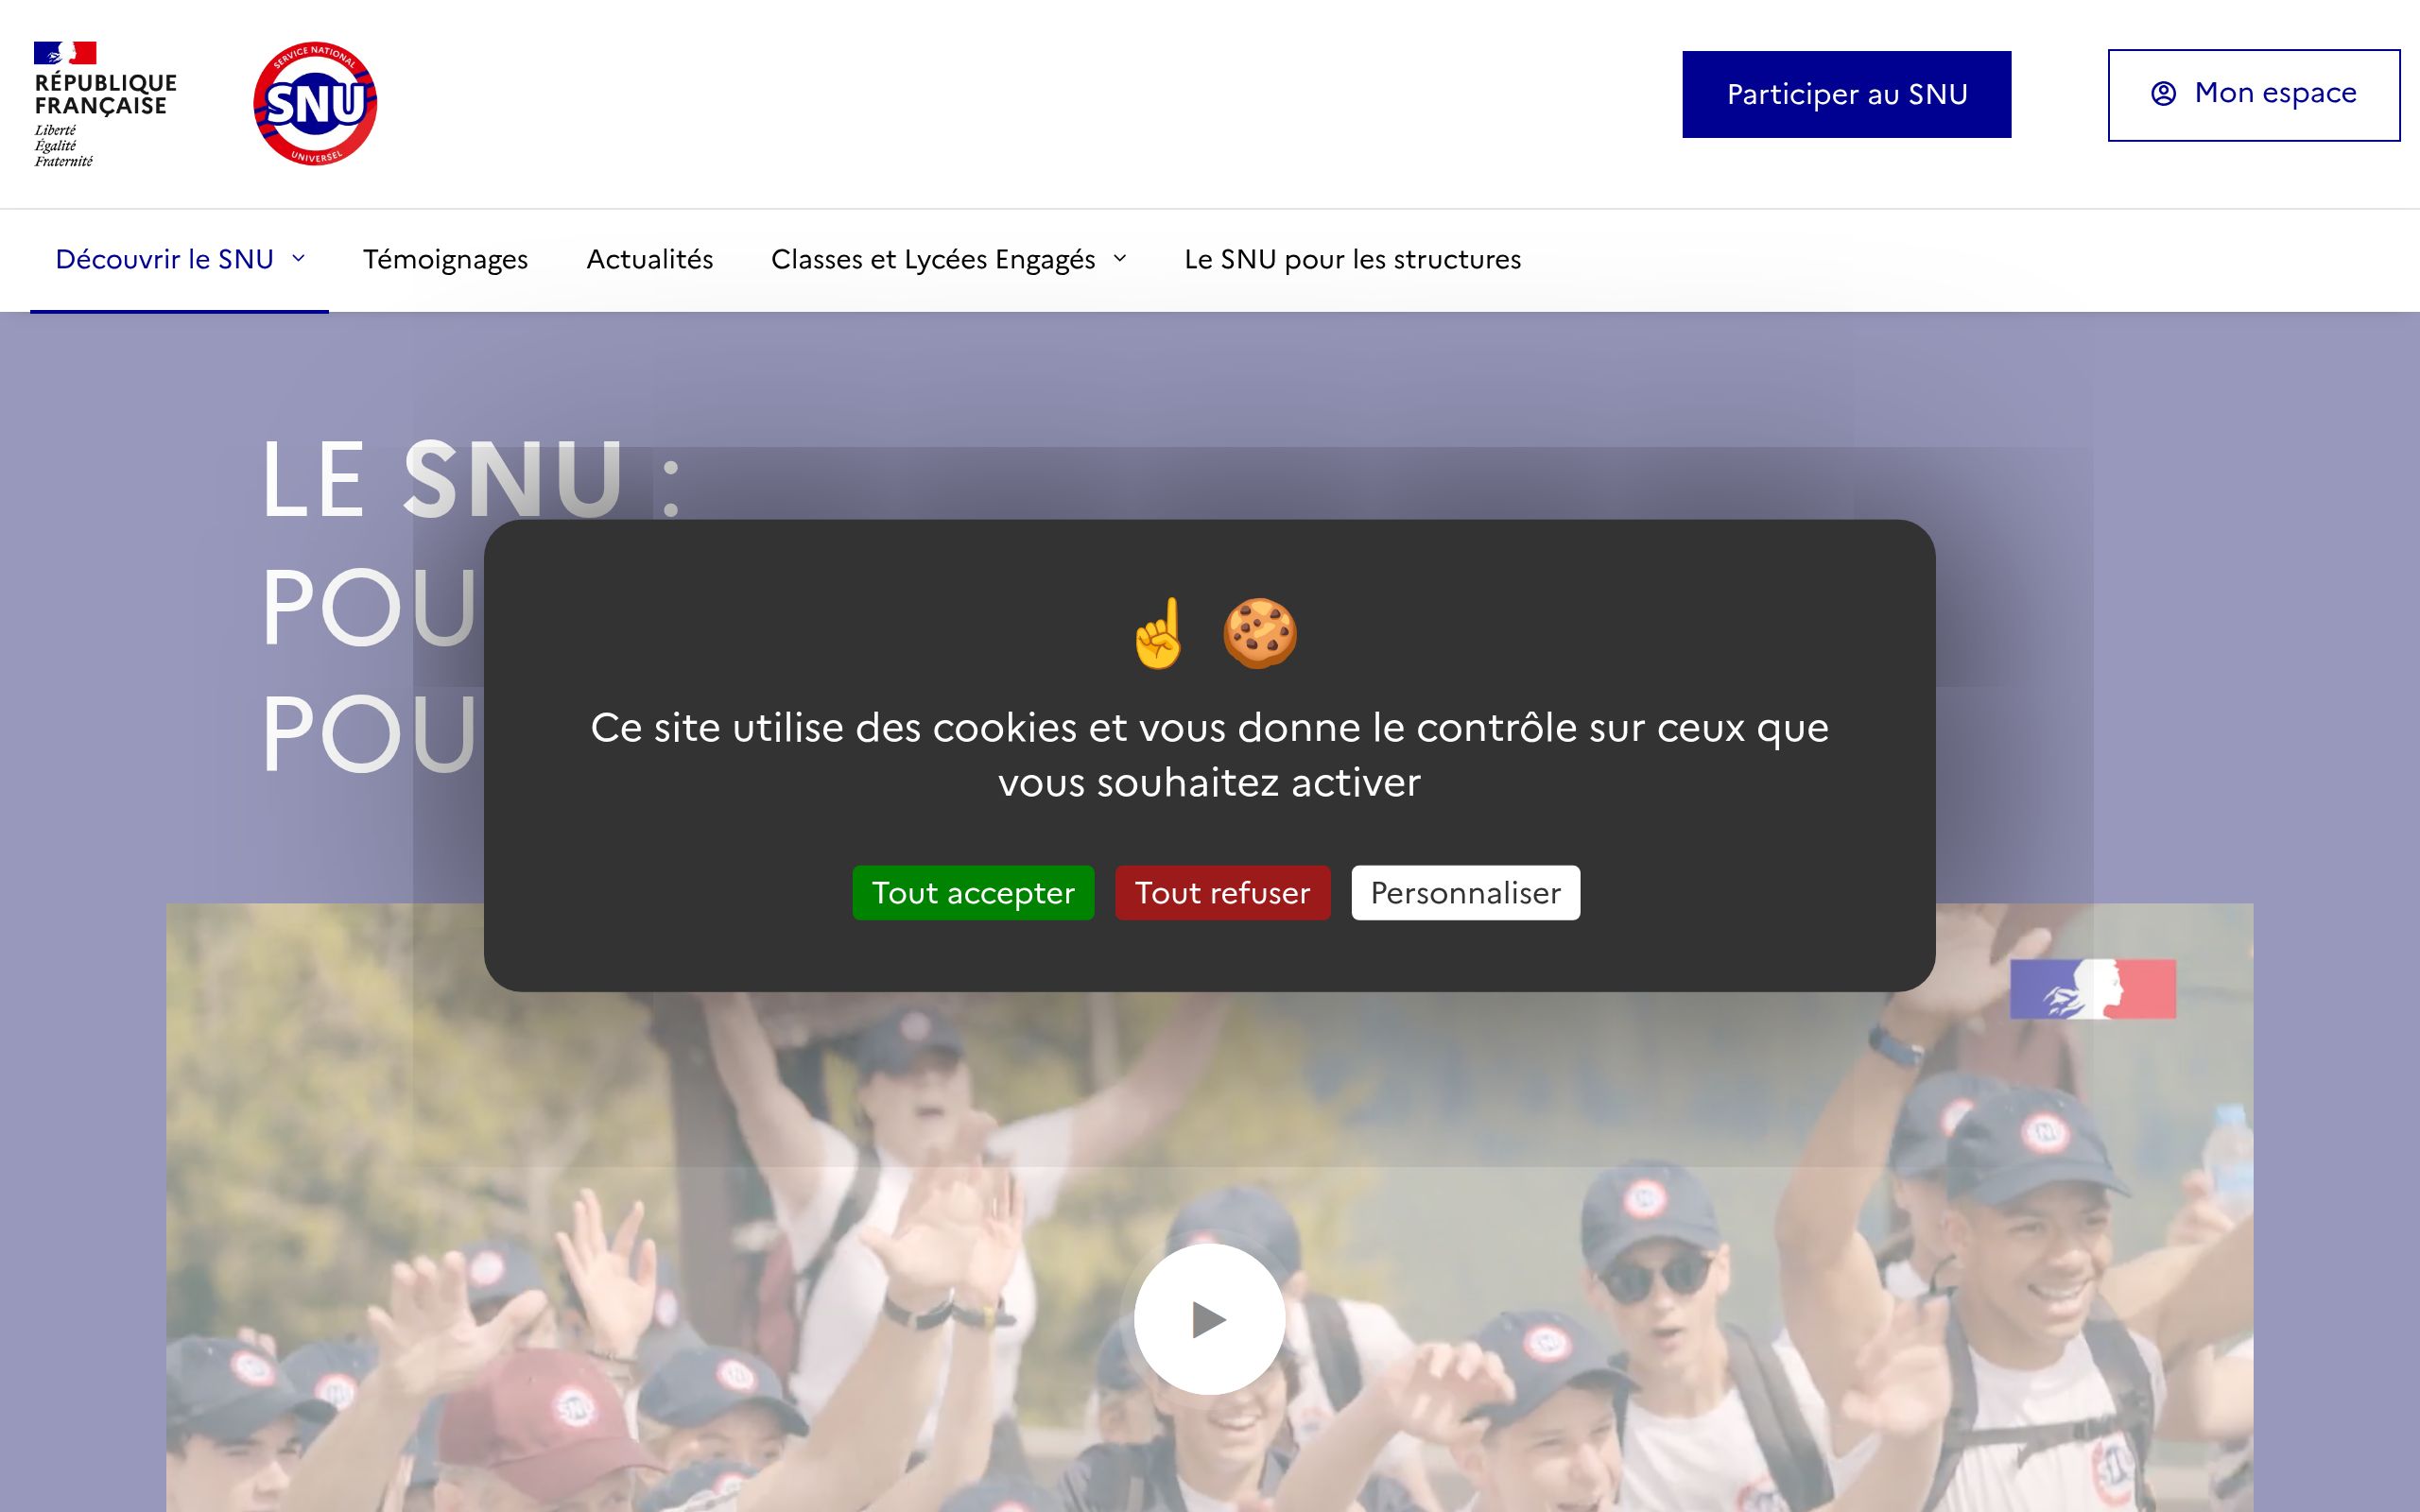 RÉPUBLIQUE
FRANÇAISE
Liberté
Égalité
Fraternité
SERVICE NATIONAL
SNU
UNIVERSEL
Participer au SNU
Mon espace
Découvrir le SNU
Témoignages
Actualités
Classes et Lycées Engagés
Le SNU pour les structures
LE SNU :
POU
POU
Ce site utilise des cookies et vous donne le contrôle sur ceux que
vous souhaitez activer
Tout accepter
Tout refuser
Personnaliser